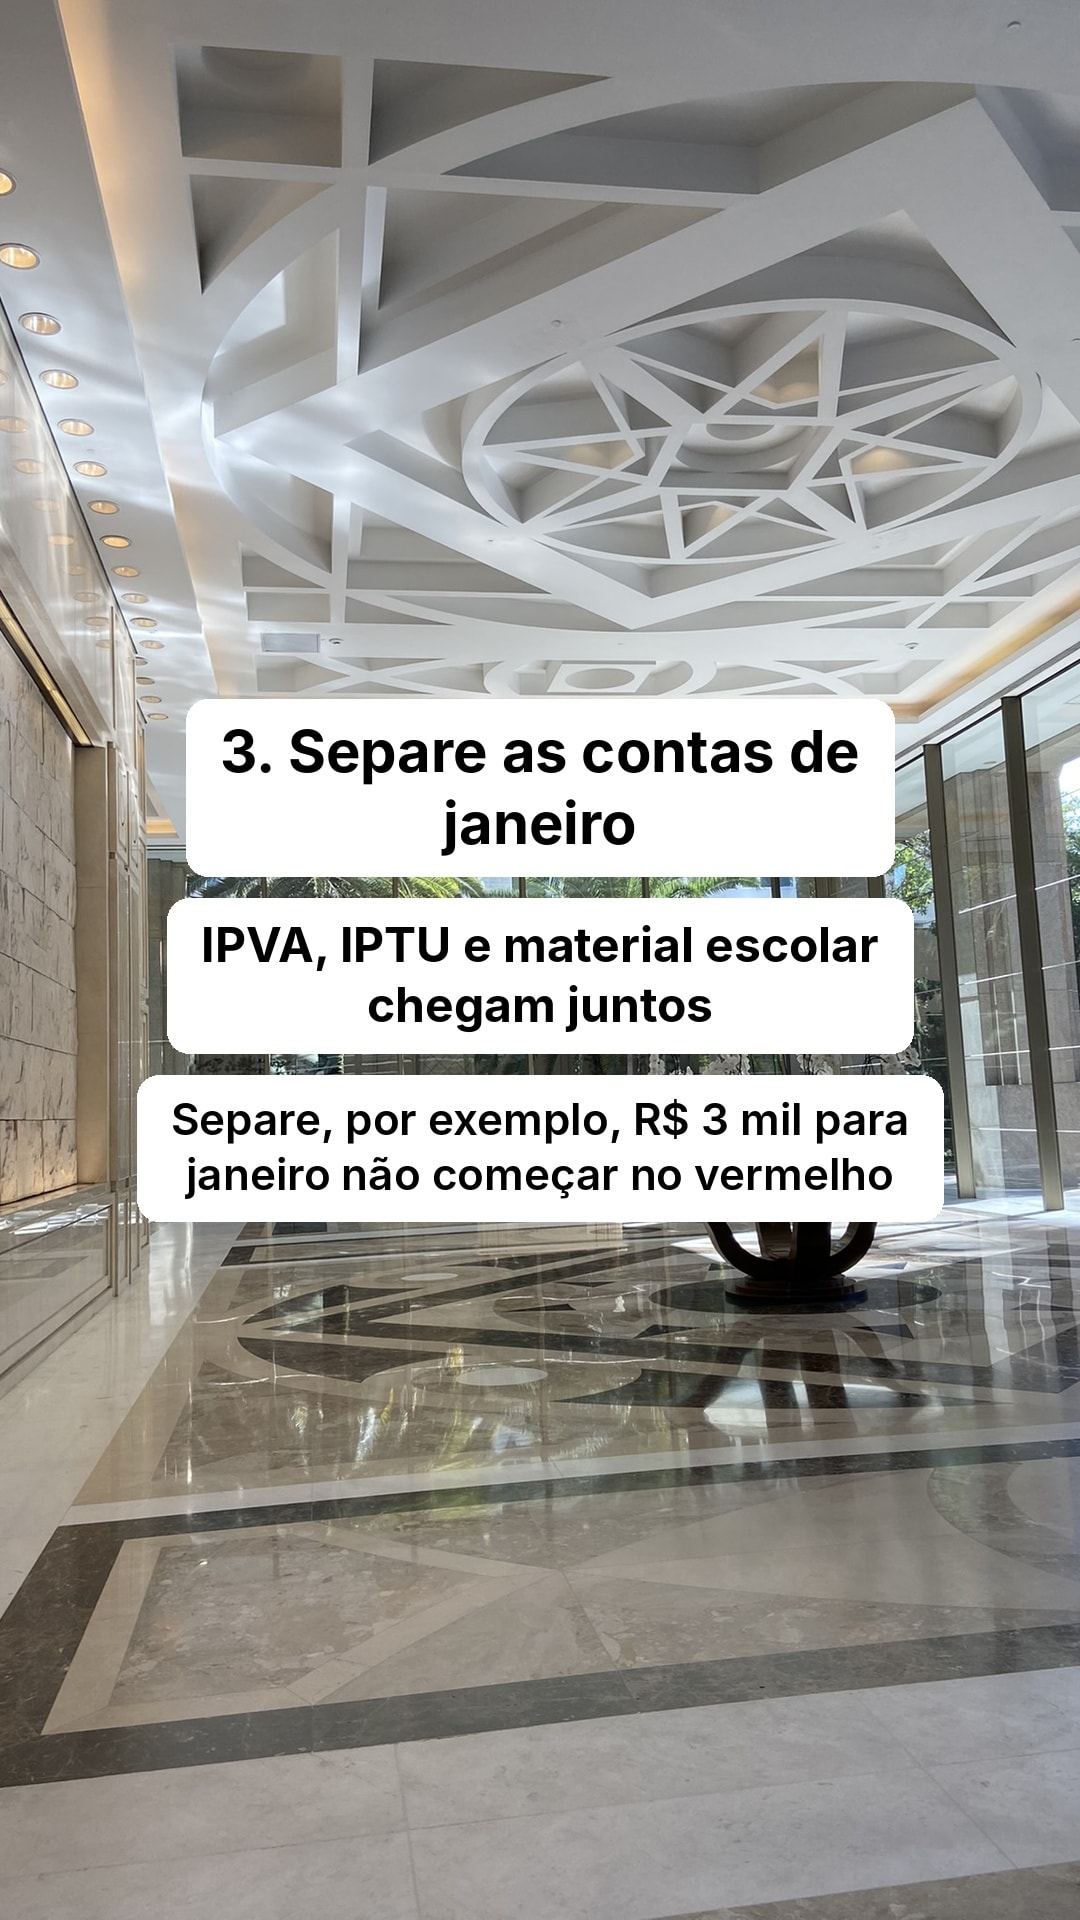 3. Separe as contas de
janeiro
IPVA, IPTU e material escolar
chegam juntos
Separe, por exemplo, R$ 3 mil para
janeiro não começar no vermelho